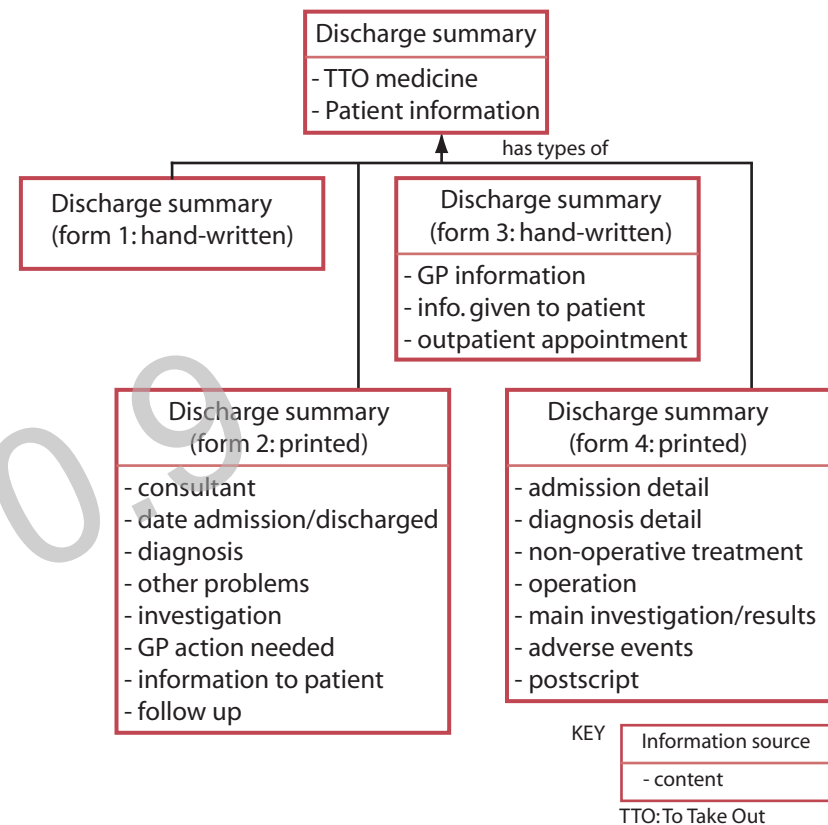 Discharge summary
- TTO medicine
- Patient information
has types of
Discharge summary
(form 1: hand-written)
Discharge summary
(form 3: hand-written)
- GP information
- info. given to patient
- outpatient appointment
Discharge summary
(form 2: printed)
- consultant
- date admission/discharged
- diagnosis
- other problems
- investigation
- GP action needed
- information to patient
- follow up
Discharge summary
(form 4: printed)
- admission detail
- diagnosis detail
- non-operative treatment
- operation
- main investigation/results
- adverse events
- postscript
0.9
KEY
Information source
- content
TTO: To Take Out